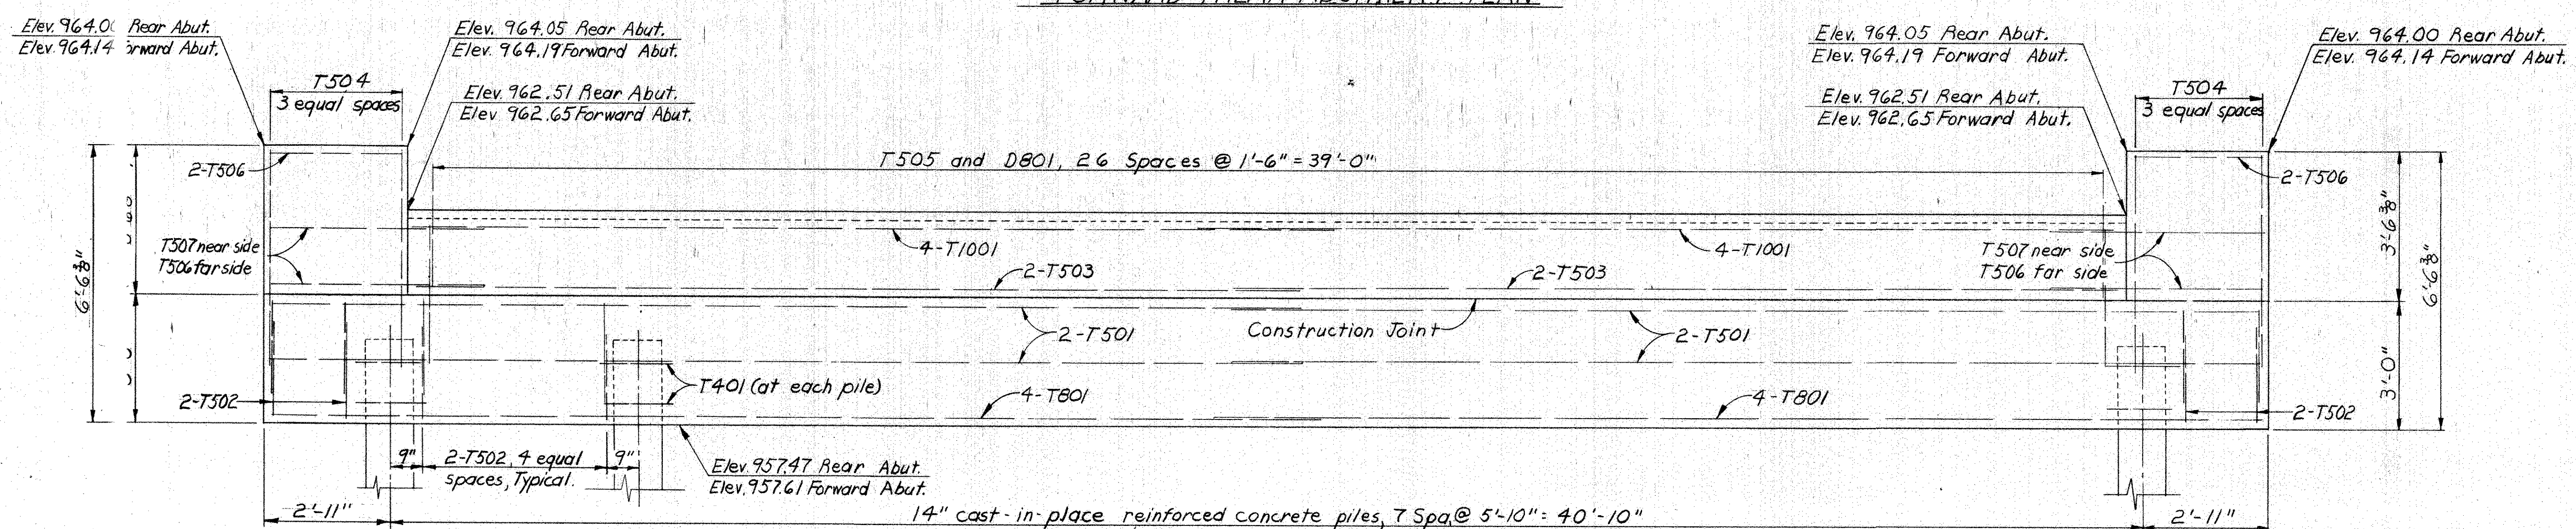 FORWARD PHEAR ABUTMENT PLAN
Elev. 964.0 Rear Abut.
Elev. 964.14 orward Abut.
Elev. 964.05 Rear Abut.
Elev. 964.19 Forward Abut.
Elev. 964.05 Rear Abut.
Elev. 964.19 Forward Abut.
Elev. 964.00 Rear Abut.
Elev. 964.14 Forward Abut.
T504
3 equal spaces
Elev. 962.51 Rear Abut.
Elev 962.65 Forward Abut.
Elev. 962.51 Rear Abut.
Elev. 962.65 Forward Abut.
T504
3 equal spaces
T505 and D801, 26 Spaces @ 1'-6" = 39'-0"
2-T506
2-T506
T507 near side
T506 far side
4-T1001
4-T1001
T507 near side
T506 far side
3'-6⅜"
2-T503
2-T503
6'-6⅜"
6'-6⅜"
2-T501
Construction Joint
2-T501
T401 (at each pile)
3'-0"
2-T502
4-T801
4-T801
2-T502
9"
2-T502, 4 equal
spaces, Typical.
9"
Elev. 957.47 Rear Abut.
Elev. 957.61 Forward Abut.
2'-11"
14" cast-in-place reinforced concrete piles, 7 Spa. @ 5'-10" = 40'-10"
2'-11"